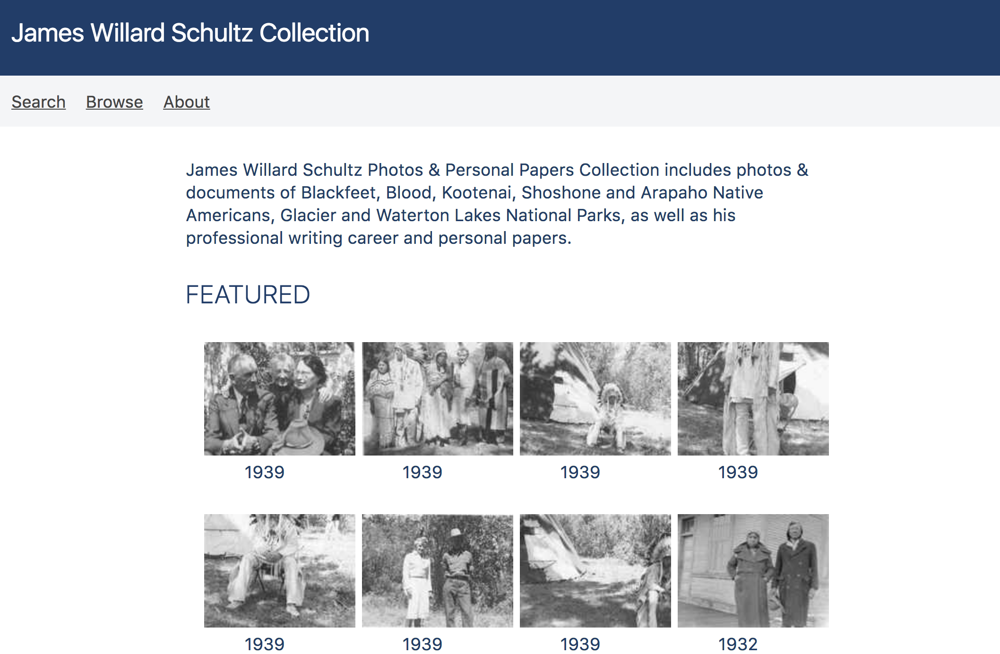 James Willard Schultz Collection
Search Browse About
James Willard Schultz Photos & Personal Papers Collection includes photos &
documents of Blackfeet, Blood, Kootenai, Shoshone and Arapaho Native
Americans, Glacier and Waterton Lakes National Parks, as well as his
professional writing career and personal papers.
FEATURED
1939 1939 1939 1939
1939 1939 1939 1932